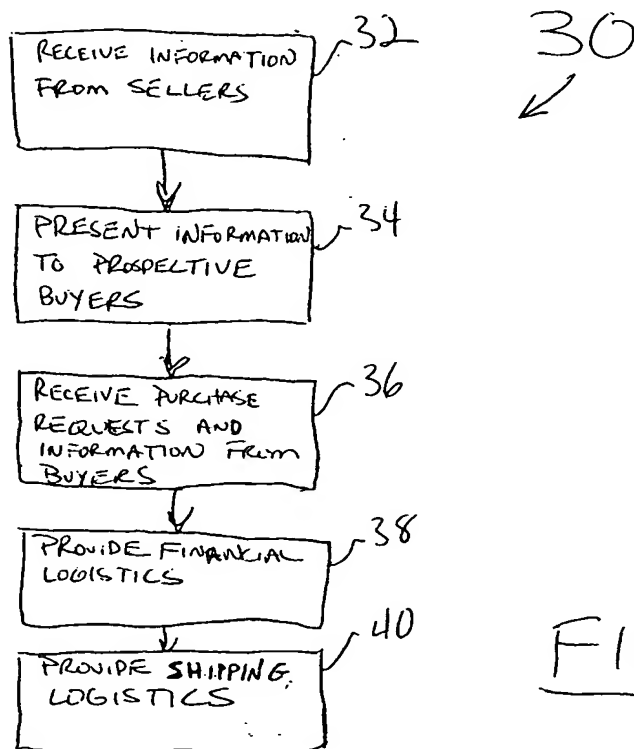 RECEIVE INFORMATION
FROM SELLERS
32
30
PRESENT INFORMATION
TO PROSPECTIVE
BUYERS
34
RECEIVE PURCHASE
REQUESTS AND
INFORMATION FROM
BUYERS
36
PROVIDE FINANCIAL
LOGISTICS
38
PROVIDE SHIPPING
LOGISTICS
40
FI